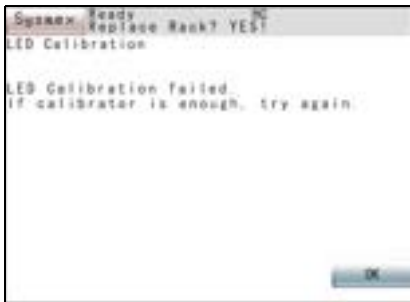 Sysmex Ready
Replace Rack? YES!
LED Calibration
LED Calibration failed.
If calibrator is enough, try again.
OK